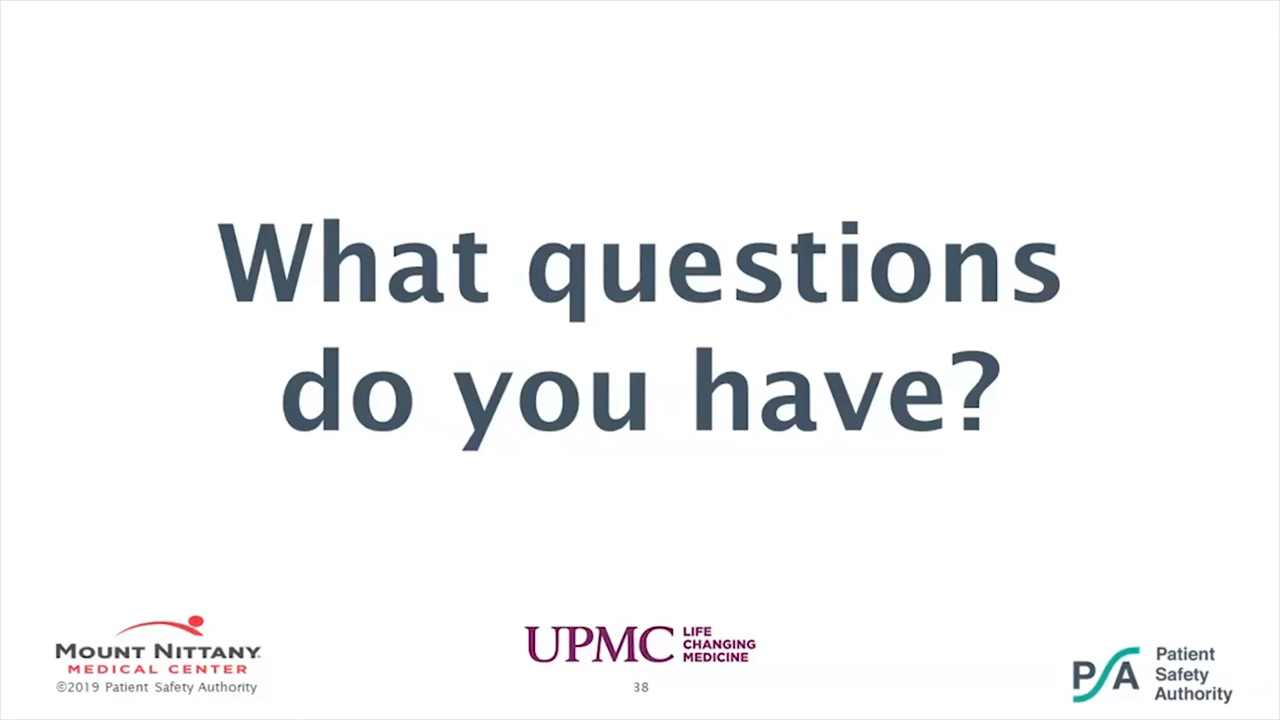 What questions
do you have?
MOUNT NITTANY
MEDICAL CENTER
©2019 Patient Safety Authority
UPMC
LIFE
CHANGING
MEDICINE
38
PSA
Patient
Safety
Authority